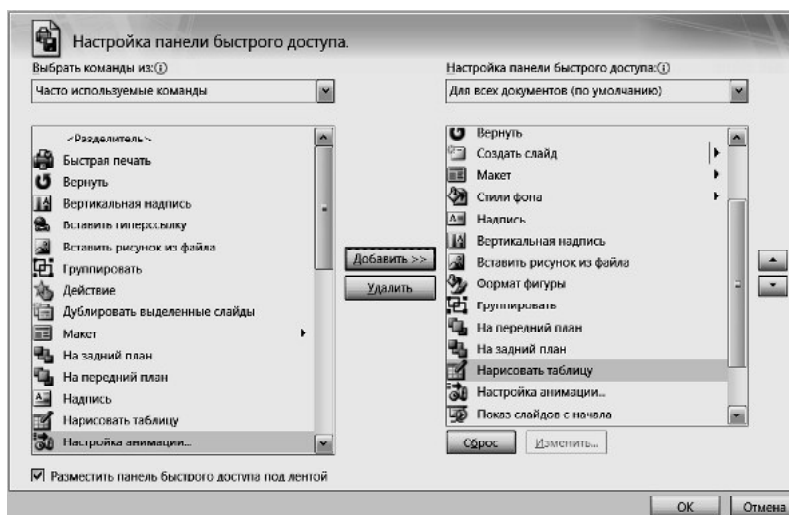 Настройка панели быстрого доступа.
Выбрать команды из:
Часто используемые команды
<Разделитель>
Быстрая печать
Вернуть
Вертикальная надпись
Вставить гиперссылку
Вставить рисунок из файла
Группировать
Действие
Дублировать выделенные слайды
Макет
На задний план
На передний план
Надпись
Нарисовать таблицу
Настройка анимации...
Добавить >>
Удалить
Настройка панели быстрого доступа:
Для всех документов (по умолчанию)
Вернуть
Создать слайд
Макет
Стили фона
Надпись
Вертикальная надпись
Вставить рисунок из файла
Формат фигуры
Группировать
На передний план
На задний план
Нарисовать таблицу
Настройка анимации...
Показ слайдов с начала
Сброс
Изменить...
Разместить панель быстрого доступа под лентой
ОК
Отмена